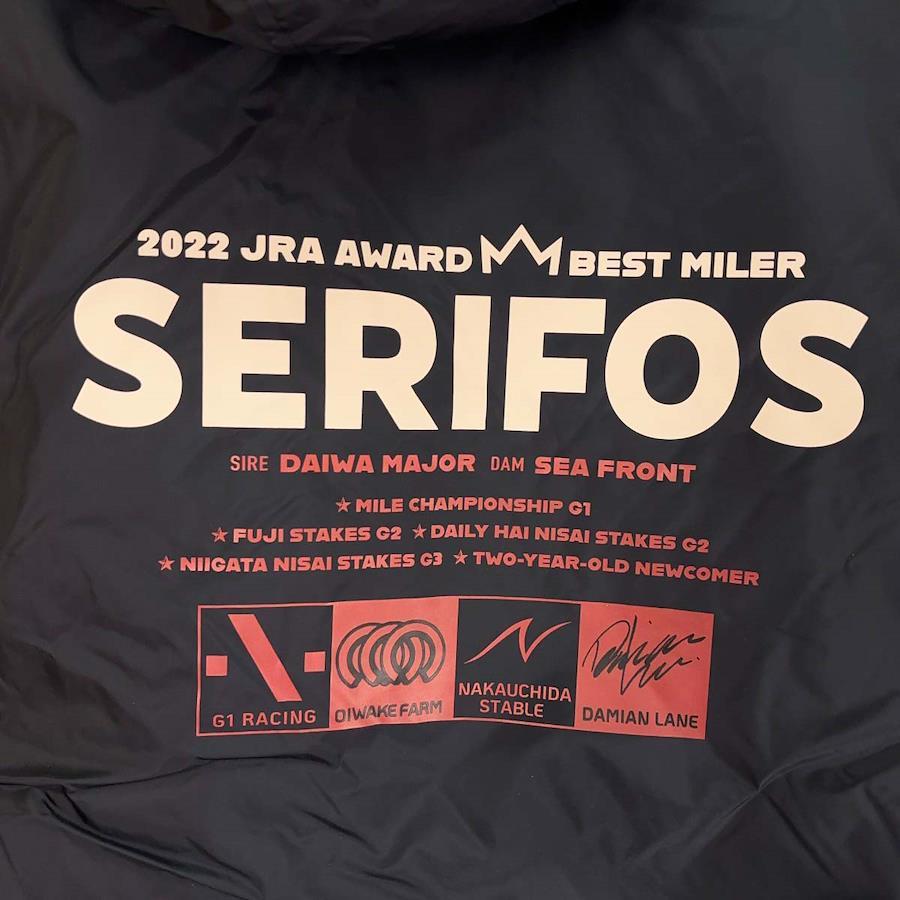 2022 JRA AWARD BEST MILER
SERIFOS
SIRE DAIWA MAJOR DAM SEA FRONT
★MILE CHAMPIONSHIP G1
★FUJI STAKES G2 ★DAILY HAI NISAI STAKES G2
★NIIGATA NISAI STAKES G3 ★TWO-YEAR-OLD NEWCOMER
G1 RACING
OIWAKE FARM
NAKAUCHIDA
STABLE
Damian Lane
DAMIAN LANE